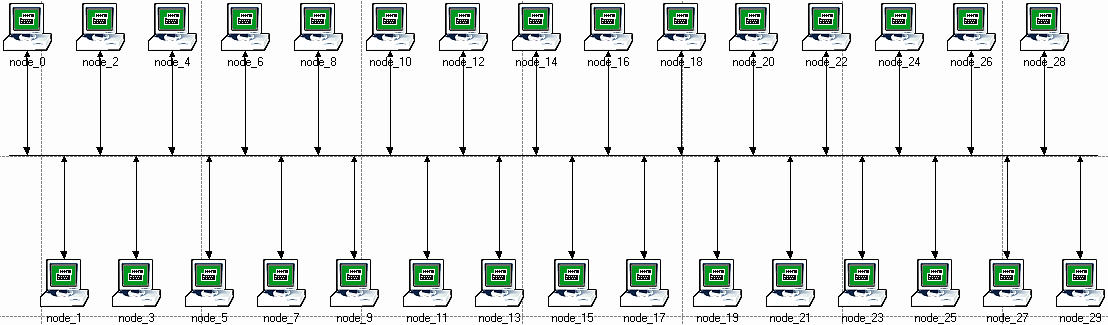 node_0 node_2 node_4 node_6 node_8 node_10 node_12 node_14 node_16 node_18 node_20 node_22 node_24 node_26 node_28
node_1 node_3 node_5 node_7 node_9 node_11 node_13 node_15 node_17 node_19 node_21 node_23 node_25 node_27 node_29